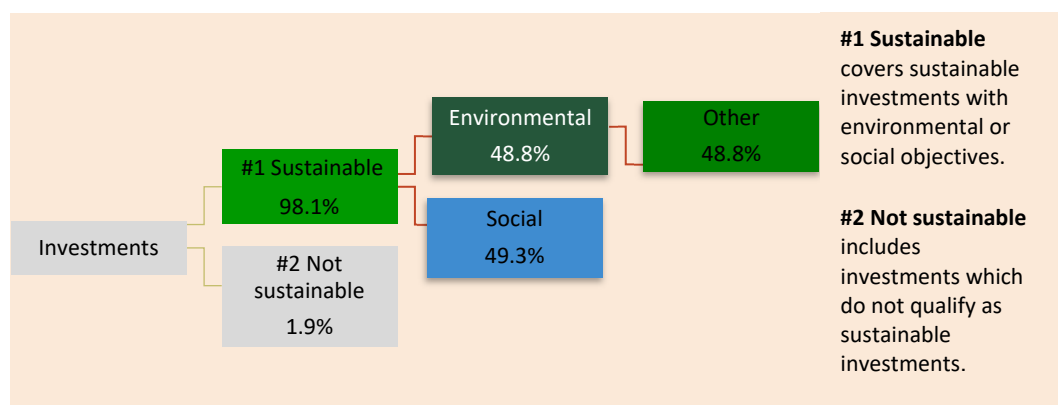 Investments
#1 Sustainable
98.1%
#2 Not
sustainable
1.9%
Environmental
48.8%
Social
49.3%
Other
48.8%
#1 Sustainable
covers sustainable
investments with
environmental or
social objectives.
#2 Not sustainable
includes
investments which
do not qualify as
sustainable
investments.